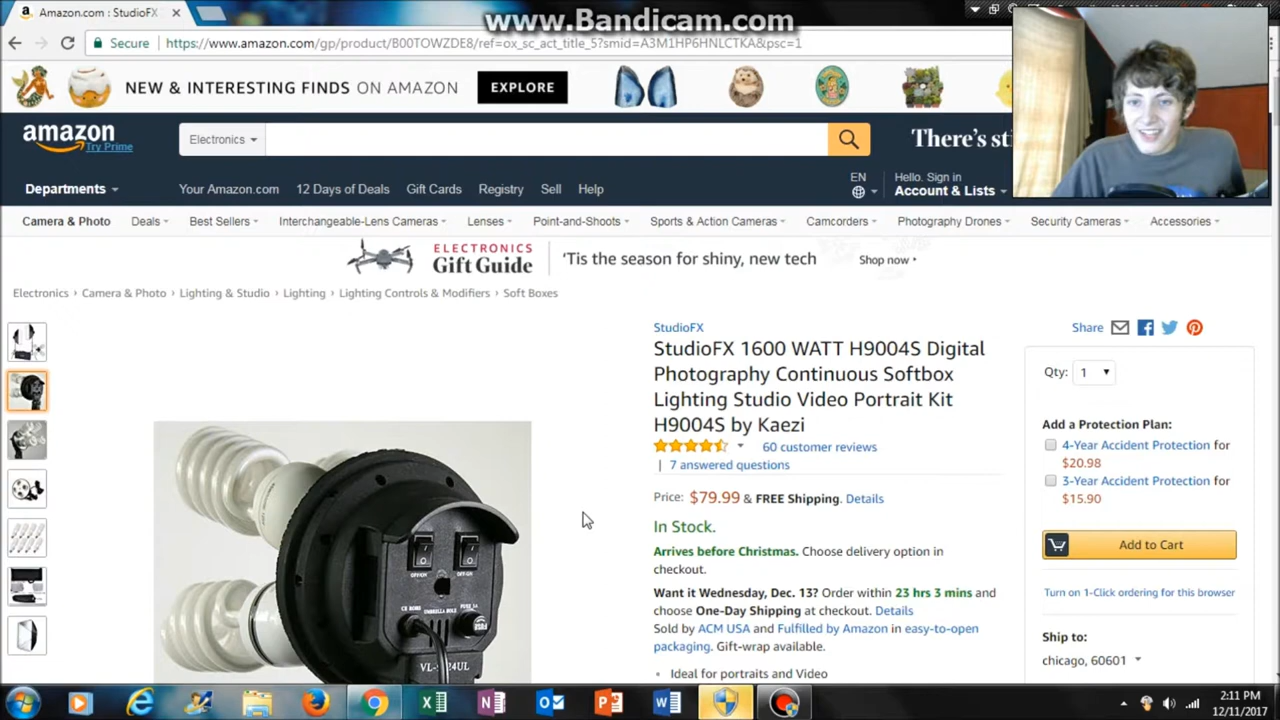 www.Bandicam.com
Amazon.com : StudioFX
Secure
https://www.amazon.com/gp/product/B00TOWZDE8/ref=ox_sc_act_title_5?smid=A3M1HP6HNLCTKA&psc=1
NEW & INTERESTING FINDS ON AMAZON
EXPLORE
amazon
Try Prime
Electronics
There's sti
Departments
Your Amazon.com
12 Days of Deals
Gift Cards
Registry
Sell
Help
EN
Hello. Sign in
Account & Lists
Camera & Photo
Deals
Best Sellers
Interchangeable-Lens Cameras
Lenses
Point-and-Shoots
Sports & Action Cameras
Camcorders
Photography Drones
Security Cameras
Accessories
ELECTRONICS
Gift Guide
'Tis the season for shiny, new tech
Shop now ›
Electronics › Camera & Photo › Lighting & Studio › Lighting › Lighting Controls & Modifiers › Soft Boxes
StudioFX
StudioFX 1600 WATT H9004S Digital
Photography Continuous Softbox
Lighting Studio Video Portrait Kit
H9004S by Kaezi
60 customer reviews
| 7 answered questions
Price: $79.99 & FREE Shipping. Details
In Stock.
Arrives before Christmas. Choose delivery option in
checkout.
Want it Wednesday, Dec. 13? Order within 23 hrs 3 mins and
choose One-Day Shipping at checkout. Details
Sold by ACM USA and Fulfilled by Amazon in easy-to-open
packaging. Gift-wrap available.
• Ideal for portraits and Video
Share
Qty: 1
Add a Protection Plan:
4-Year Accident Protection for
$20.98
3-Year Accident Protection for
$15.90
Add to Cart
Turn on 1-Click ordering for this browser
Ship to:
chicago, 60601
2:11 PM
12/11/2017